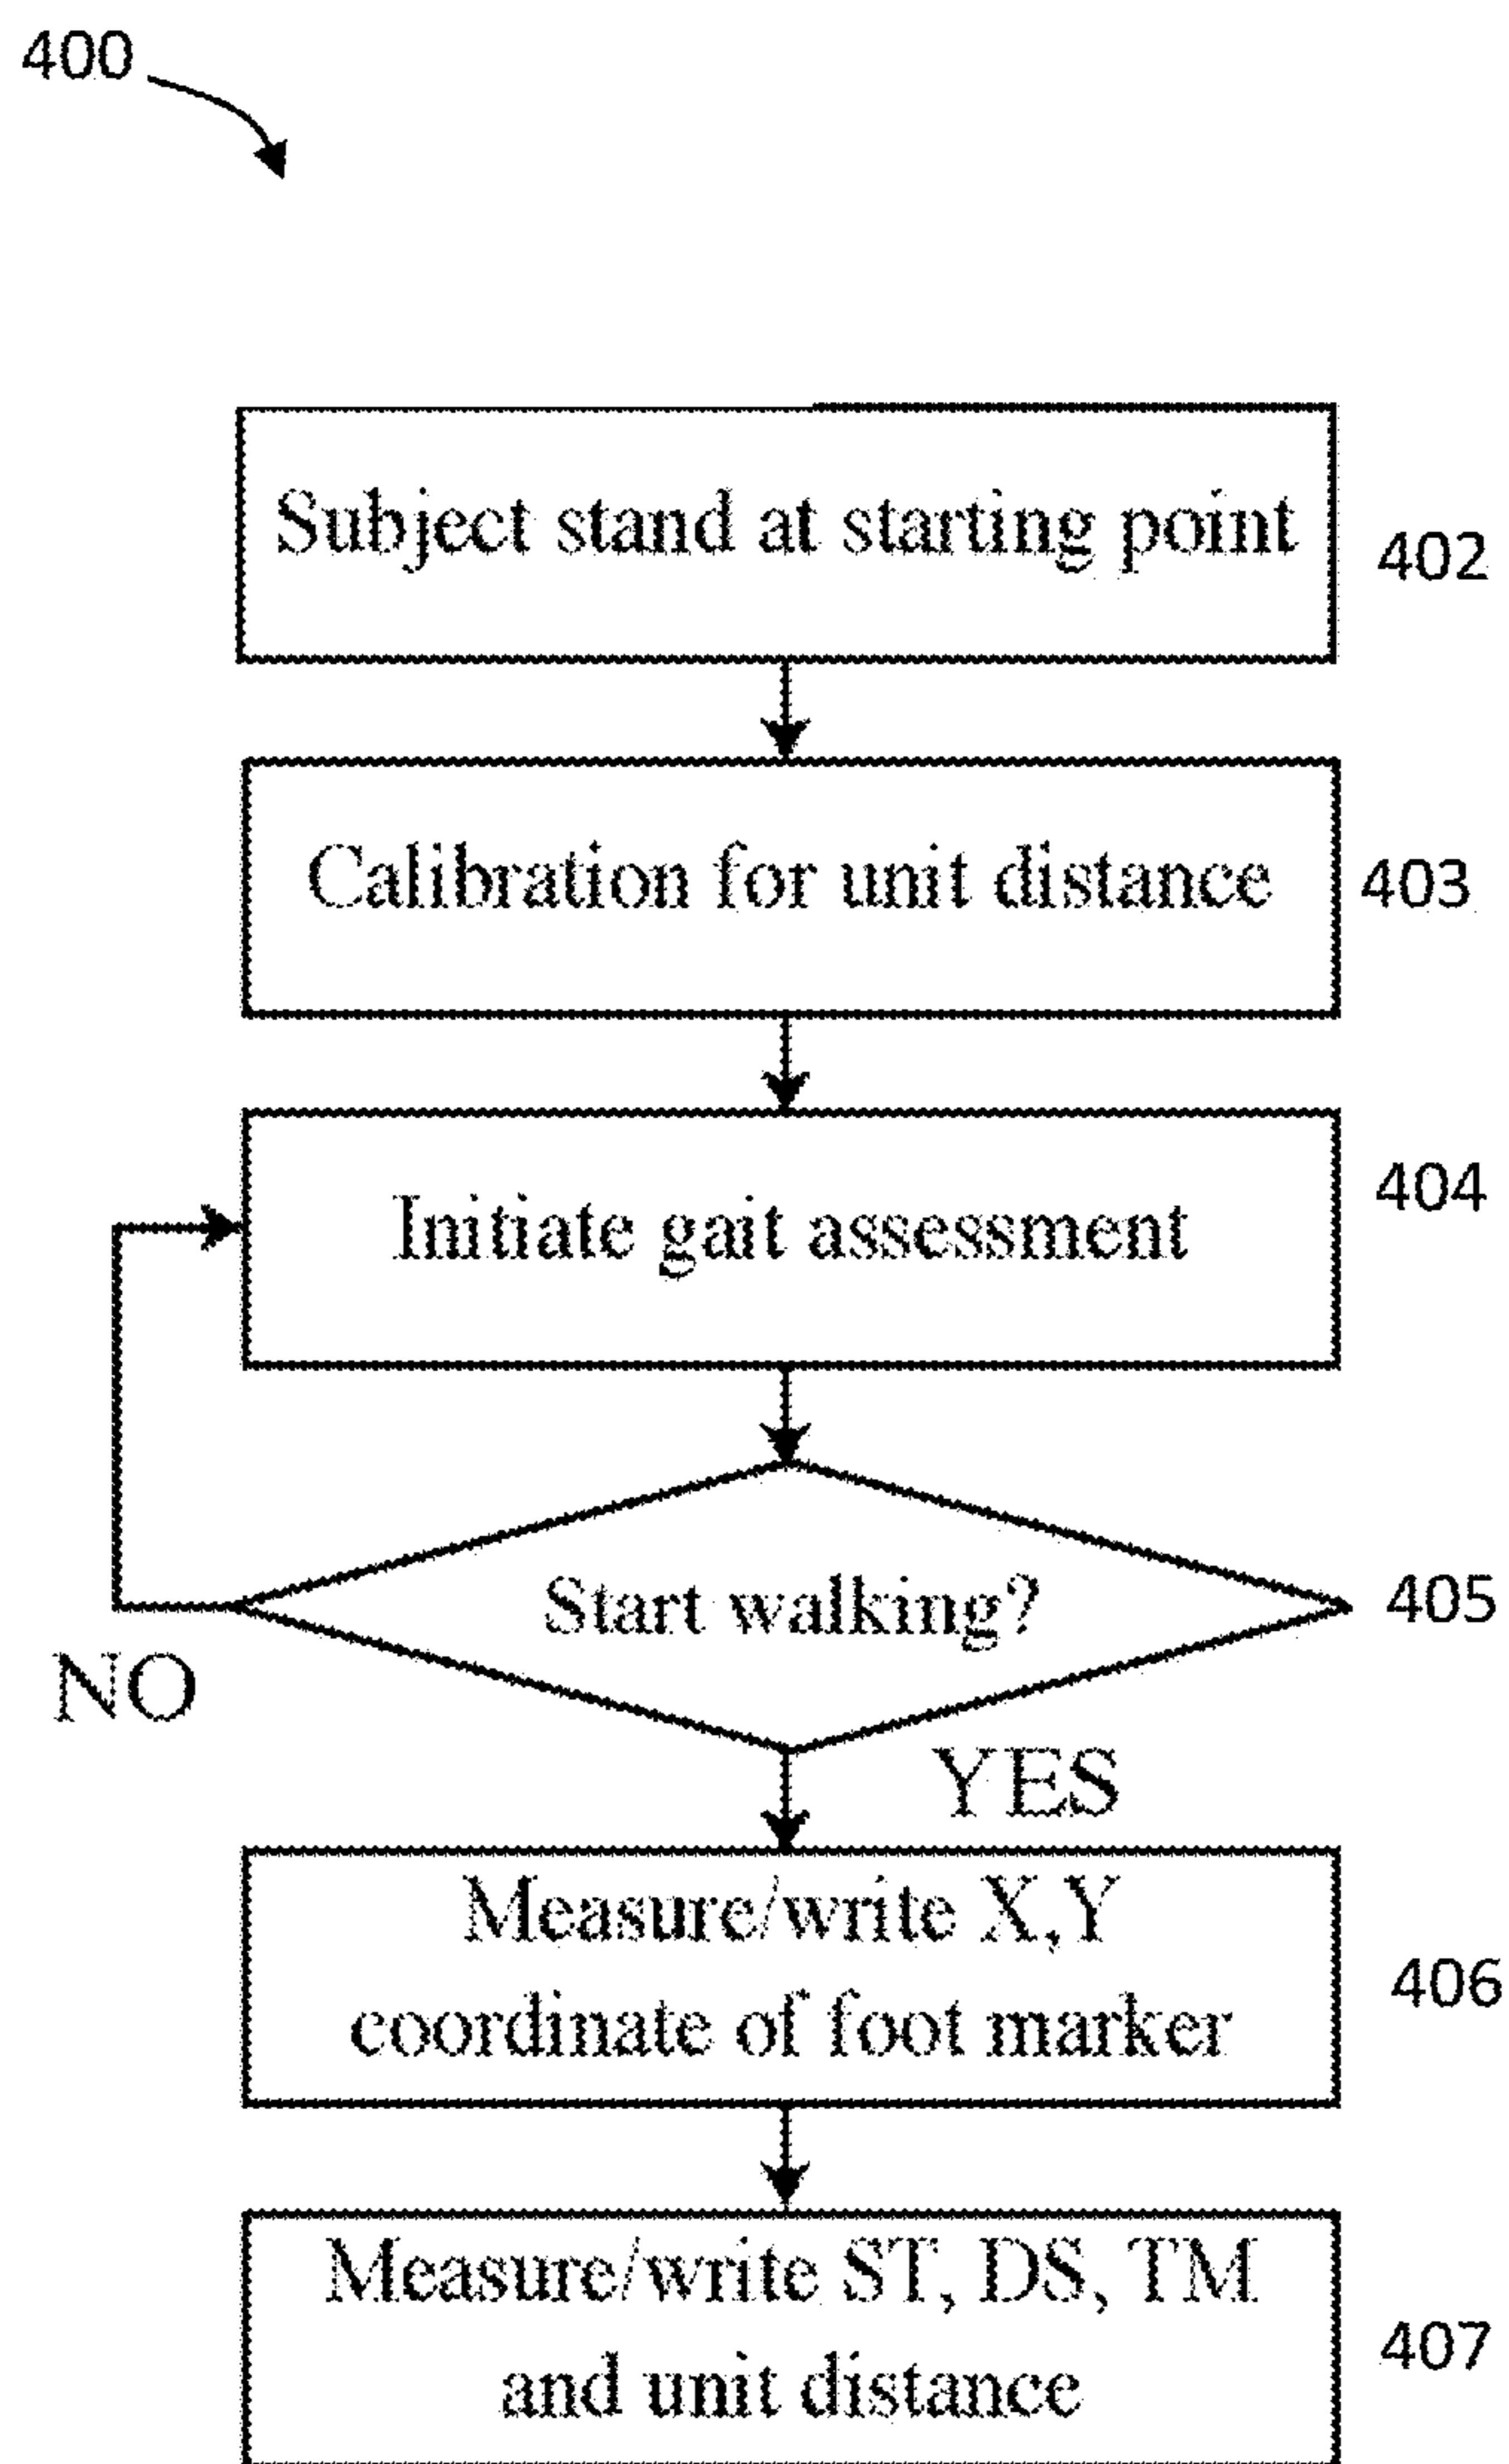 400
Subject stand at starting point
402
Calibration for unit distance
403
Initiate gait assessment
404
Start walking?
405
NO
YES
Measure/write X,Y
coordinate of foot marker
406
Measure/write ST, DS, TM
and unit distance
407